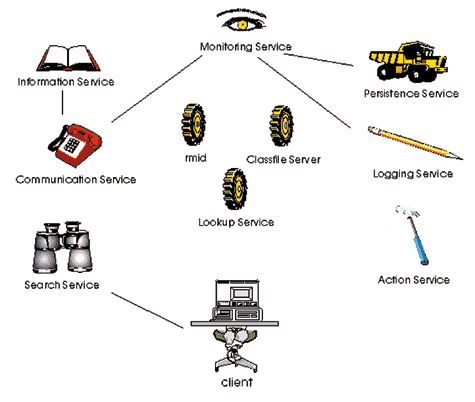 Monitoring Service
Information Service
Persistence Service
rmid
Classfile Server
Communication Service
Logging Service
Lookup Service
Search Service
Action Service
client